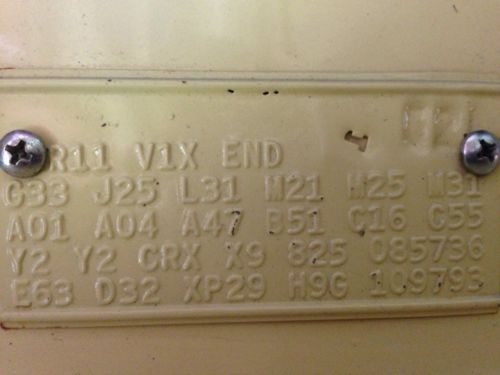 R11 V1X END
G33 J25 L31 M21 M25 M31
A01 A04 A47 B51 C16 C55
Y2 Y2 CRX X9 825 085736
E63 D32 XP29 H9G 109793